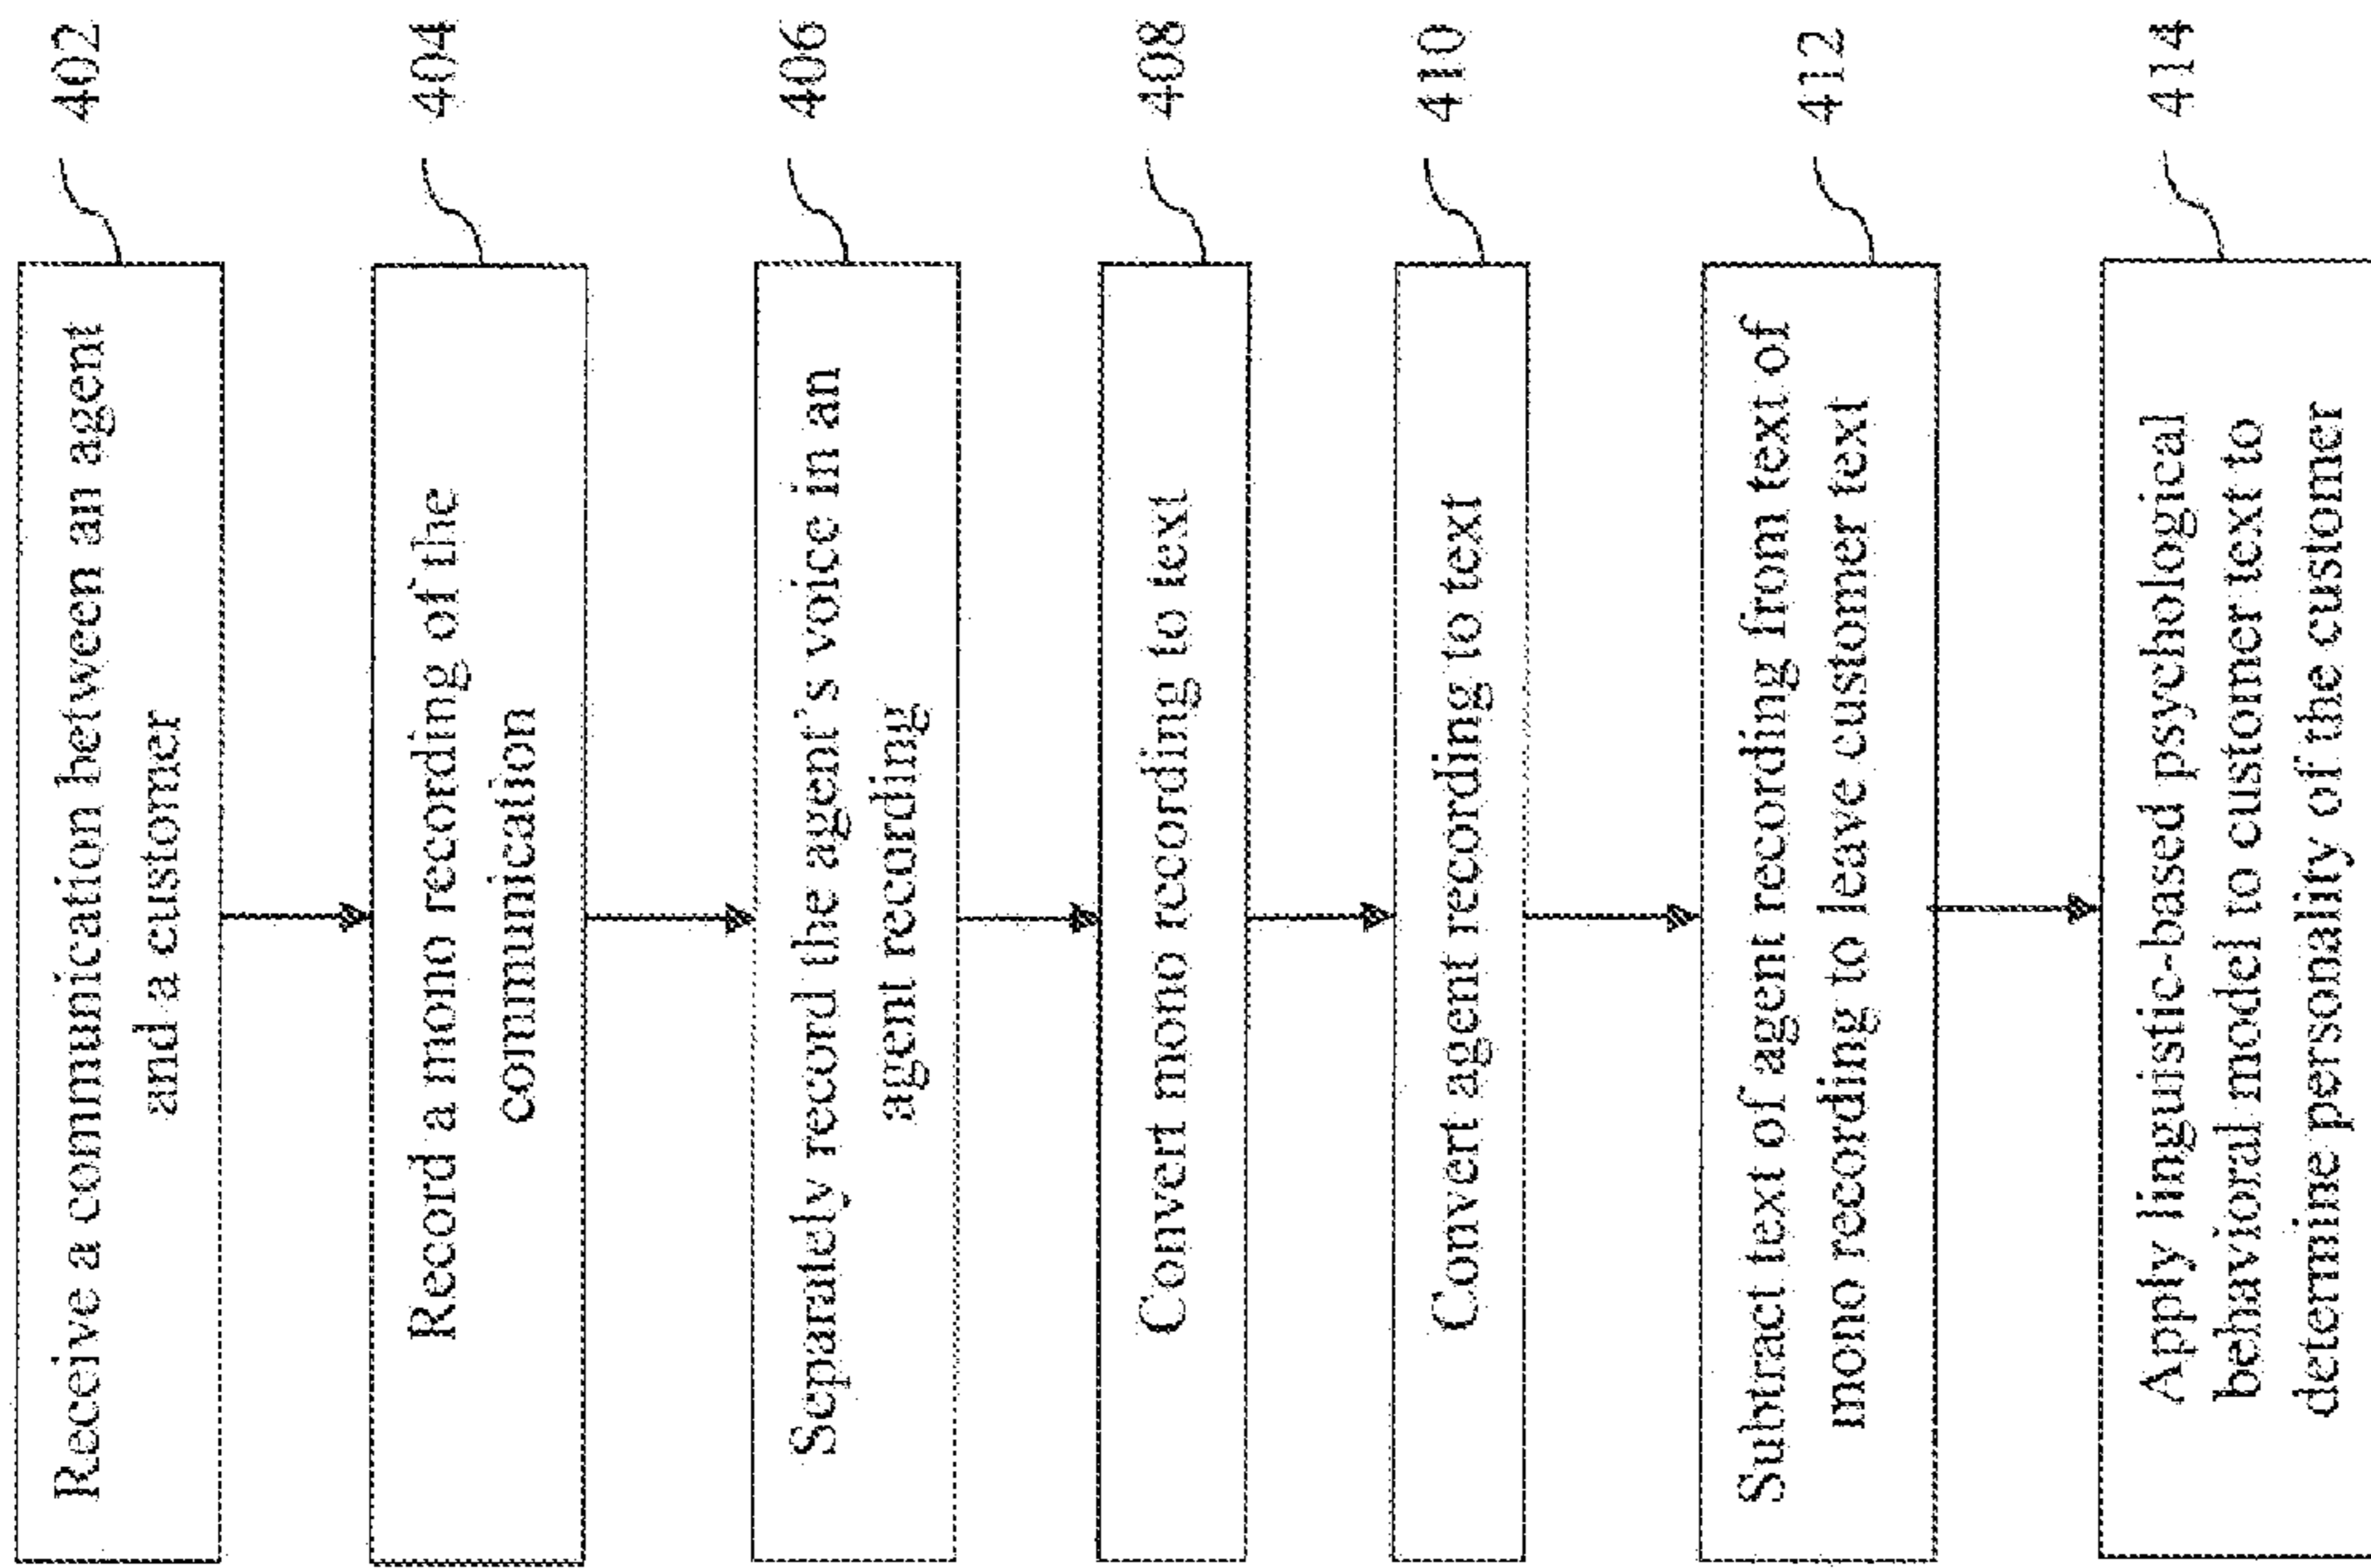 Receive a communication between an agent
and a customer
402
Record a mono recording of the
communication
404
Separately record the agent's voice in an
agent recording
406
Convert mono recording to text
408
Convert agent recording to text
410
Subtract text of agent recording from text of
mono recording to leave customer text
412
Apply linguistic-based psychological
behavioral model to customer text to
determine personality of the customer
414